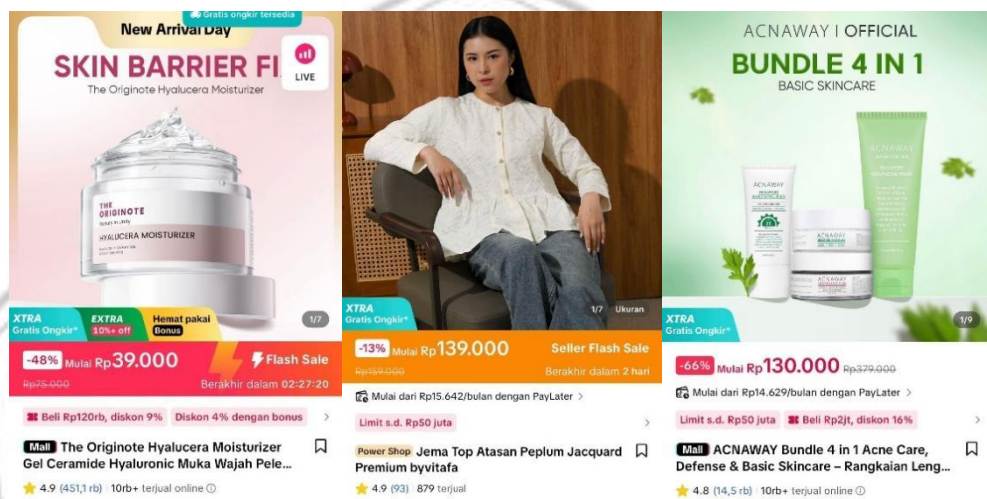 Gratis ongkir tersedia
New Arrival Day
SKIN BARRIER FI
The Originote Hyalucera Moisturizer
LIVE
THE
ORIGINOTE
HYALUCERA MOISTURIZER
XTRA
Gratis Ongkir*
EXTRA
10%+ off
Hemat pakai
Bonus
1/7
-48% Mulai Rp39.000
Flash Sale
Rp75.000
Berakhir dalam 02:27:20
Beli Rp120rb, diskon 9% Diskon 4% dengan bonus >
Mall The Originote Hyalucera Moisturizer
Gel Ceramide Hyaluronic Muka Wajah Pele...
4.9 (451,1 rb) 10rb+ terjual online
XTRA
Gratis Ongkir*
1/7 Ukuran
-13% Mulai Rp139.000
Seller Flash Sale
Rp159.000
Berakhir dalam 2 hari
Mulai dari Rp15.642/bulan dengan PayLater >
Limit s.d. Rp50 juta >
Power Shop Jema Top Atasan Peplum Jacquard
Premium byvitafa
4.9 (93) 879 terjual
ACNAWAY | OFFICIAL
BUNDLE 4 IN 1
BASIC SKINCARE
ACNAWAY
ACNAWAY
ACNAWAY
XTRA
Gratis Ongkir*
1/9
-66% Mulai Rp130.000 Rp379.000
Mulai dari Rp14.629/bulan dengan PayLater >
Limit s.d. Rp50 juta Beli Rp2jt, diskon 16% >
Mall ACNAWAY Bundle 4 in 1 Acne Care,
Defense & Basic Skincare – Rangkaian Leng...
4.8 (14,5 rb) 10rb+ terjual online